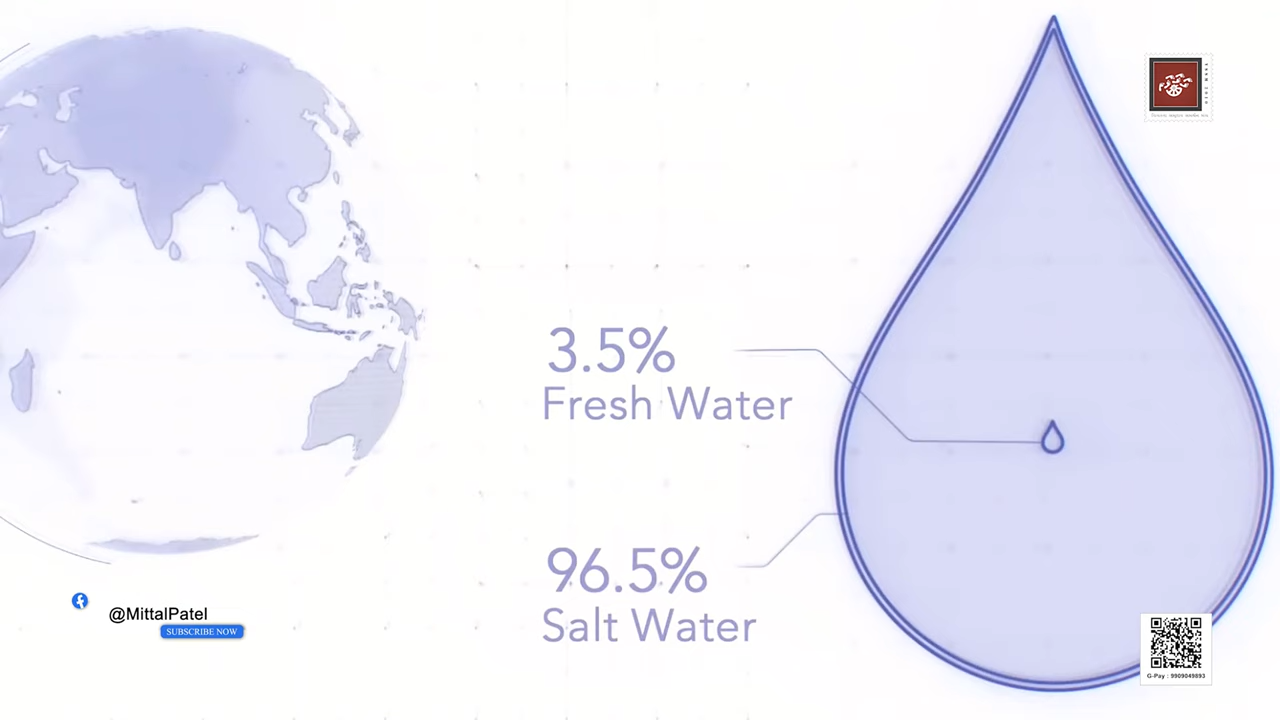 3.5%
Fresh Water
96.5%
Salt Water
@MittalPatel
SUBSCRIBE NOW
G-Pay : 9909049893